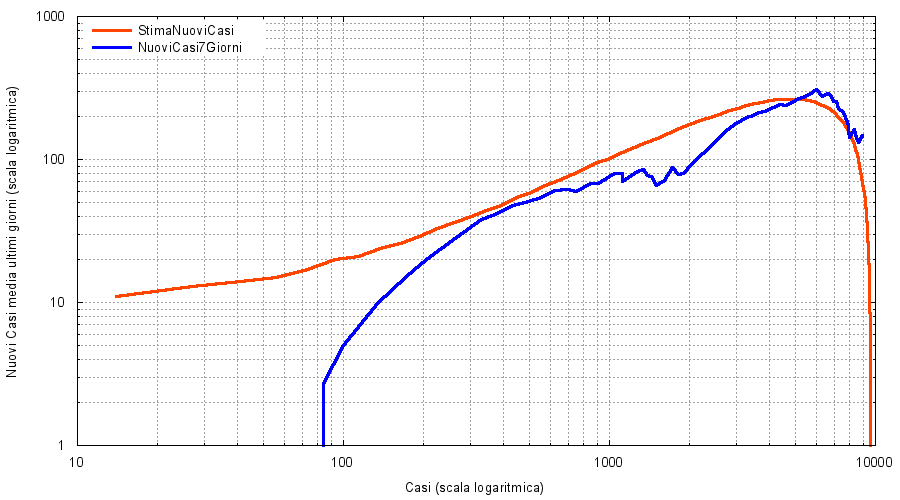 1000
StimaNuoviCasi
NuoviCasi7Giorni
100
10
1
Nuovi Casi media ultimi giorni (scala logaritmica)
10 100 1000 10000
Casi (scala logaritmica)